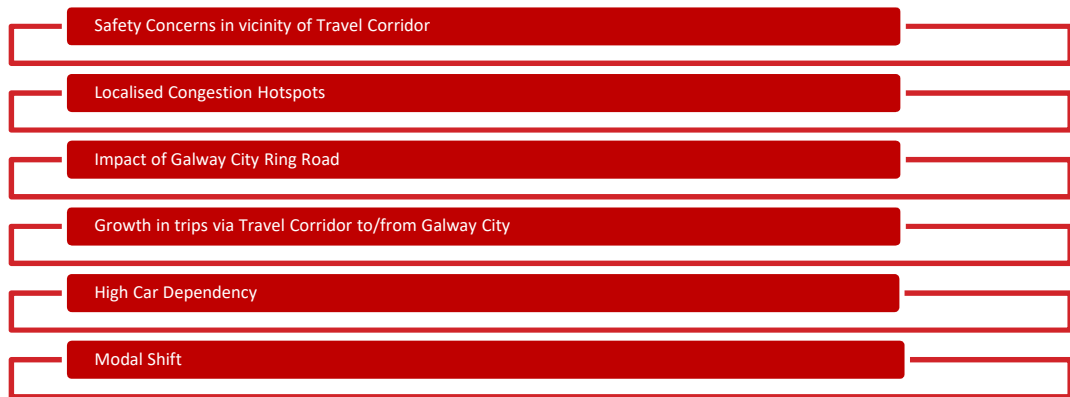 Safety Concerns in vicinity of Travel Corridor
Localised Congestion Hotspots
Impact of Galway City Ring Road
Growth in trips via Travel Corridor to/from Galway City
High Car Dependency
Modal Shift